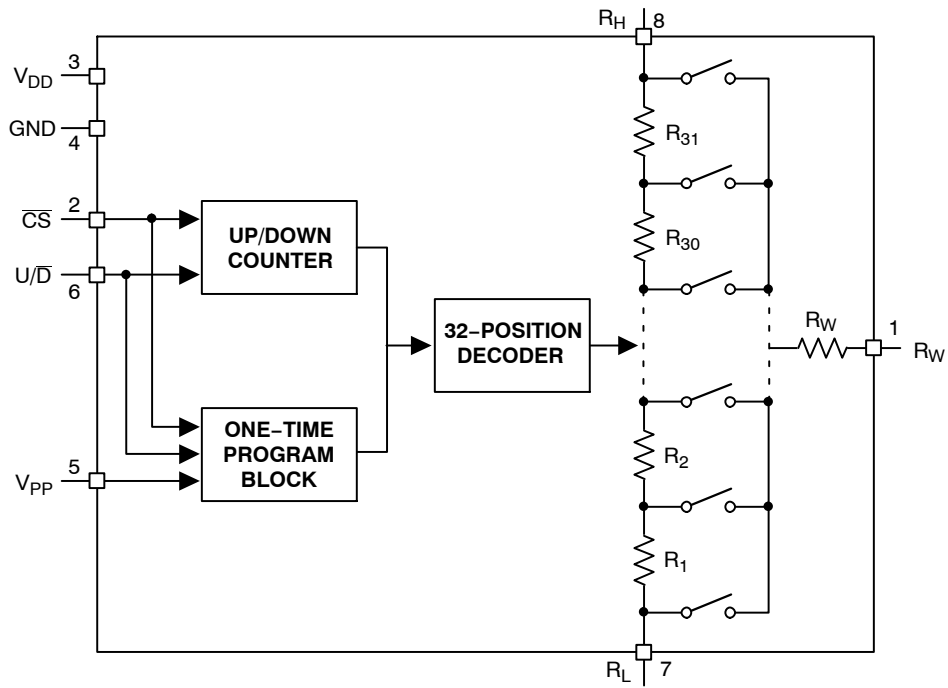 R_H 8
3
V_DD
GND
4
2
C̅S̅
U/D̅
6
5
V_PP
UP/DOWN
COUNTER
ONE−TIME
PROGRAM
BLOCK
32−POSITION
DECODER
R_31
R_30
R_W
1
R_W
R_2
R_1
R_L 7